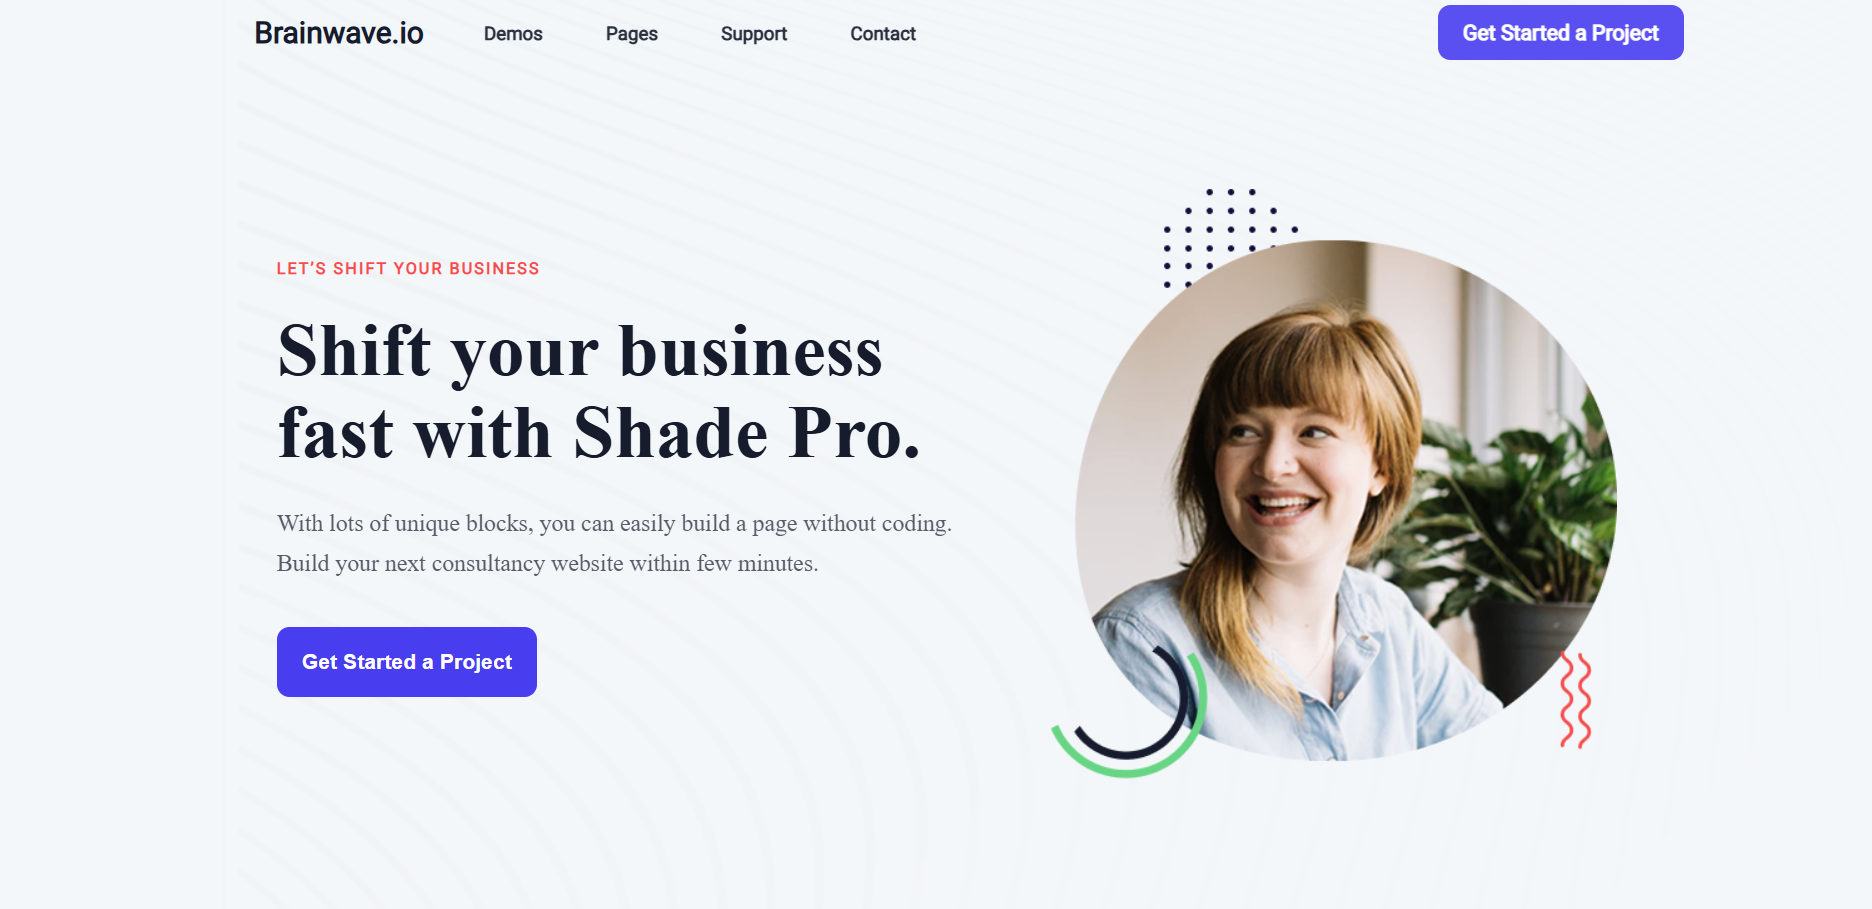 Brainwave.io
Demos
Pages
Support
Contact
Get Started a Project
LET'S SHIFT YOUR BUSINESS
Shift your business
fast with Shade Pro.
With lots of unique blocks, you can easily build a page without coding.
Build your next consultancy website within few minutes.
Get Started a Project